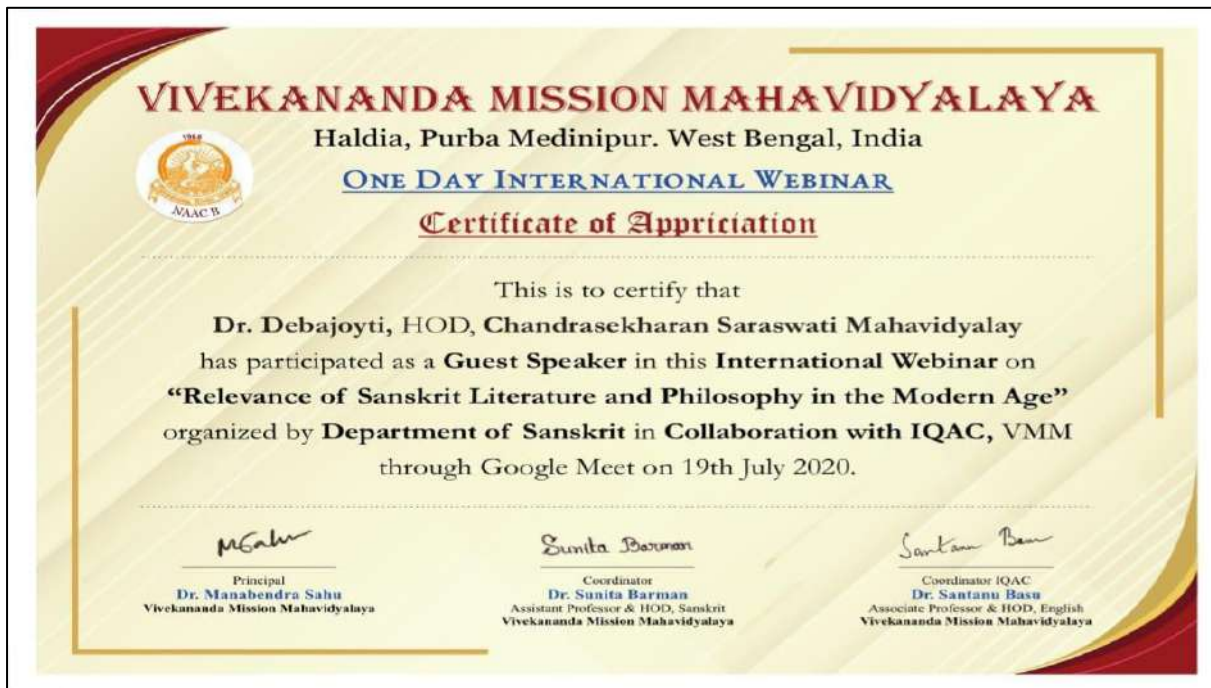 VIVEKANANDA MISSION MAHAVIDYALAYA
Haldia, Purba Medinipur. West Bengal, India
ONE DAY INTERNATIONAL WEBINAR
Certificate of Appriciation
1968
NAAC B
This is to certify that
Dr. Debajoyti, HOD, Chandrasekharan Saraswati Mahavidyalay
has participated as a Guest Speaker in this International Webinar on
“Relevance of Sanskrit Literature and Philosophy in the Modern Age”
organized by Department of Sanskrit in Collaboration with IQAC, VMM
through Google Meet on 19th July 2020.
Sunita Barman
Santanu Basu
Principal
Dr. Manabendra Sahu
Vivekananda Mission Mahavidyalaya
Coordinator
Dr. Sunita Barman
Assistant Professor & HOD, Sanskrit
Vivekananda Mission Mahavidyalaya
Coordinator IQAC
Dr. Santanu Basu
Associate Professor & HOD, English
Vivekananda Mission Mahavidyalaya